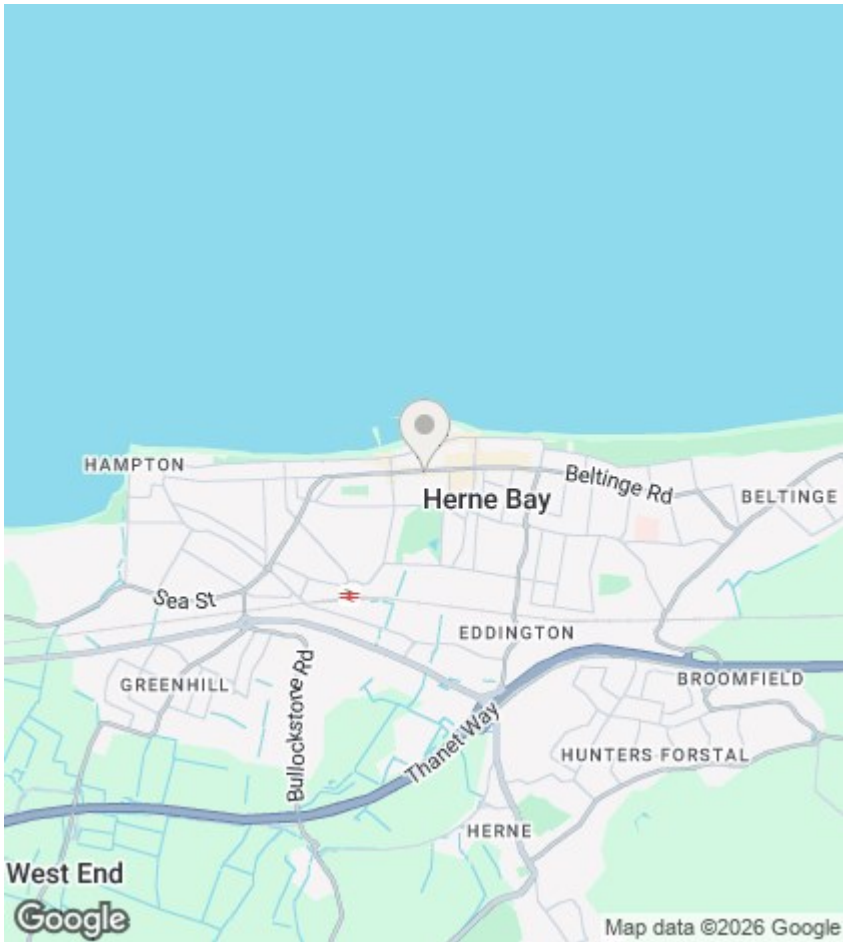 HAMPTON
Beltinge Rd
Herne Bay
BELTINGE
Sea St
EDDINGTON
GREENHILL
Bullockstone Rd
BROOMFIELD
Thanet Way
HUNTERS FORSTAL
HERNE
West End
Google
Map data ©2026 Google